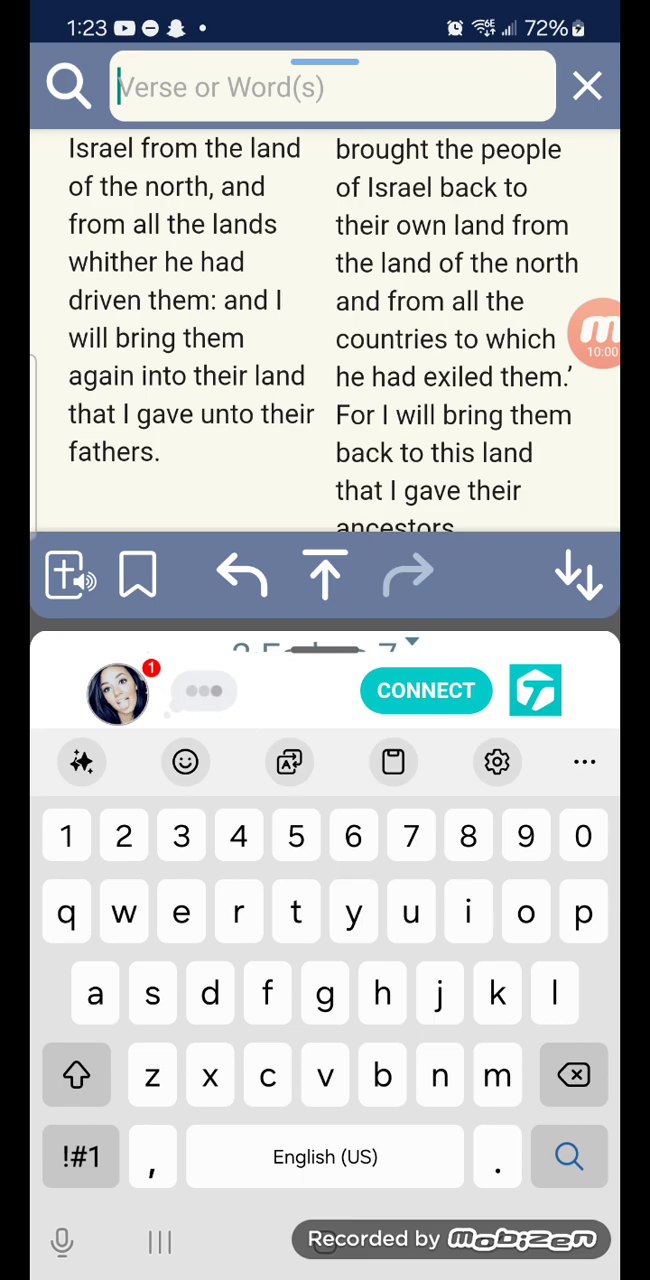 1:23
72%
Verse or Word(s)
Israel from the land
of the north, and
from all the lands
whither he had
driven them: and I
will bring them
again into their land
that I gave unto their
fathers.
brought the people
of Israel back to
their own land from
the land of the north
and from all the
countries to which
he had exiled them.’
For I will bring them
back to this land
that I gave their
ancestors
10:00
1
CONNECT
1 2 3 4 5 6 7 8 9 0
q w e r t y u i o p
a s d f g h j k l
z x c v b n m
!#1 , English (US) .
Recorded by mobizen